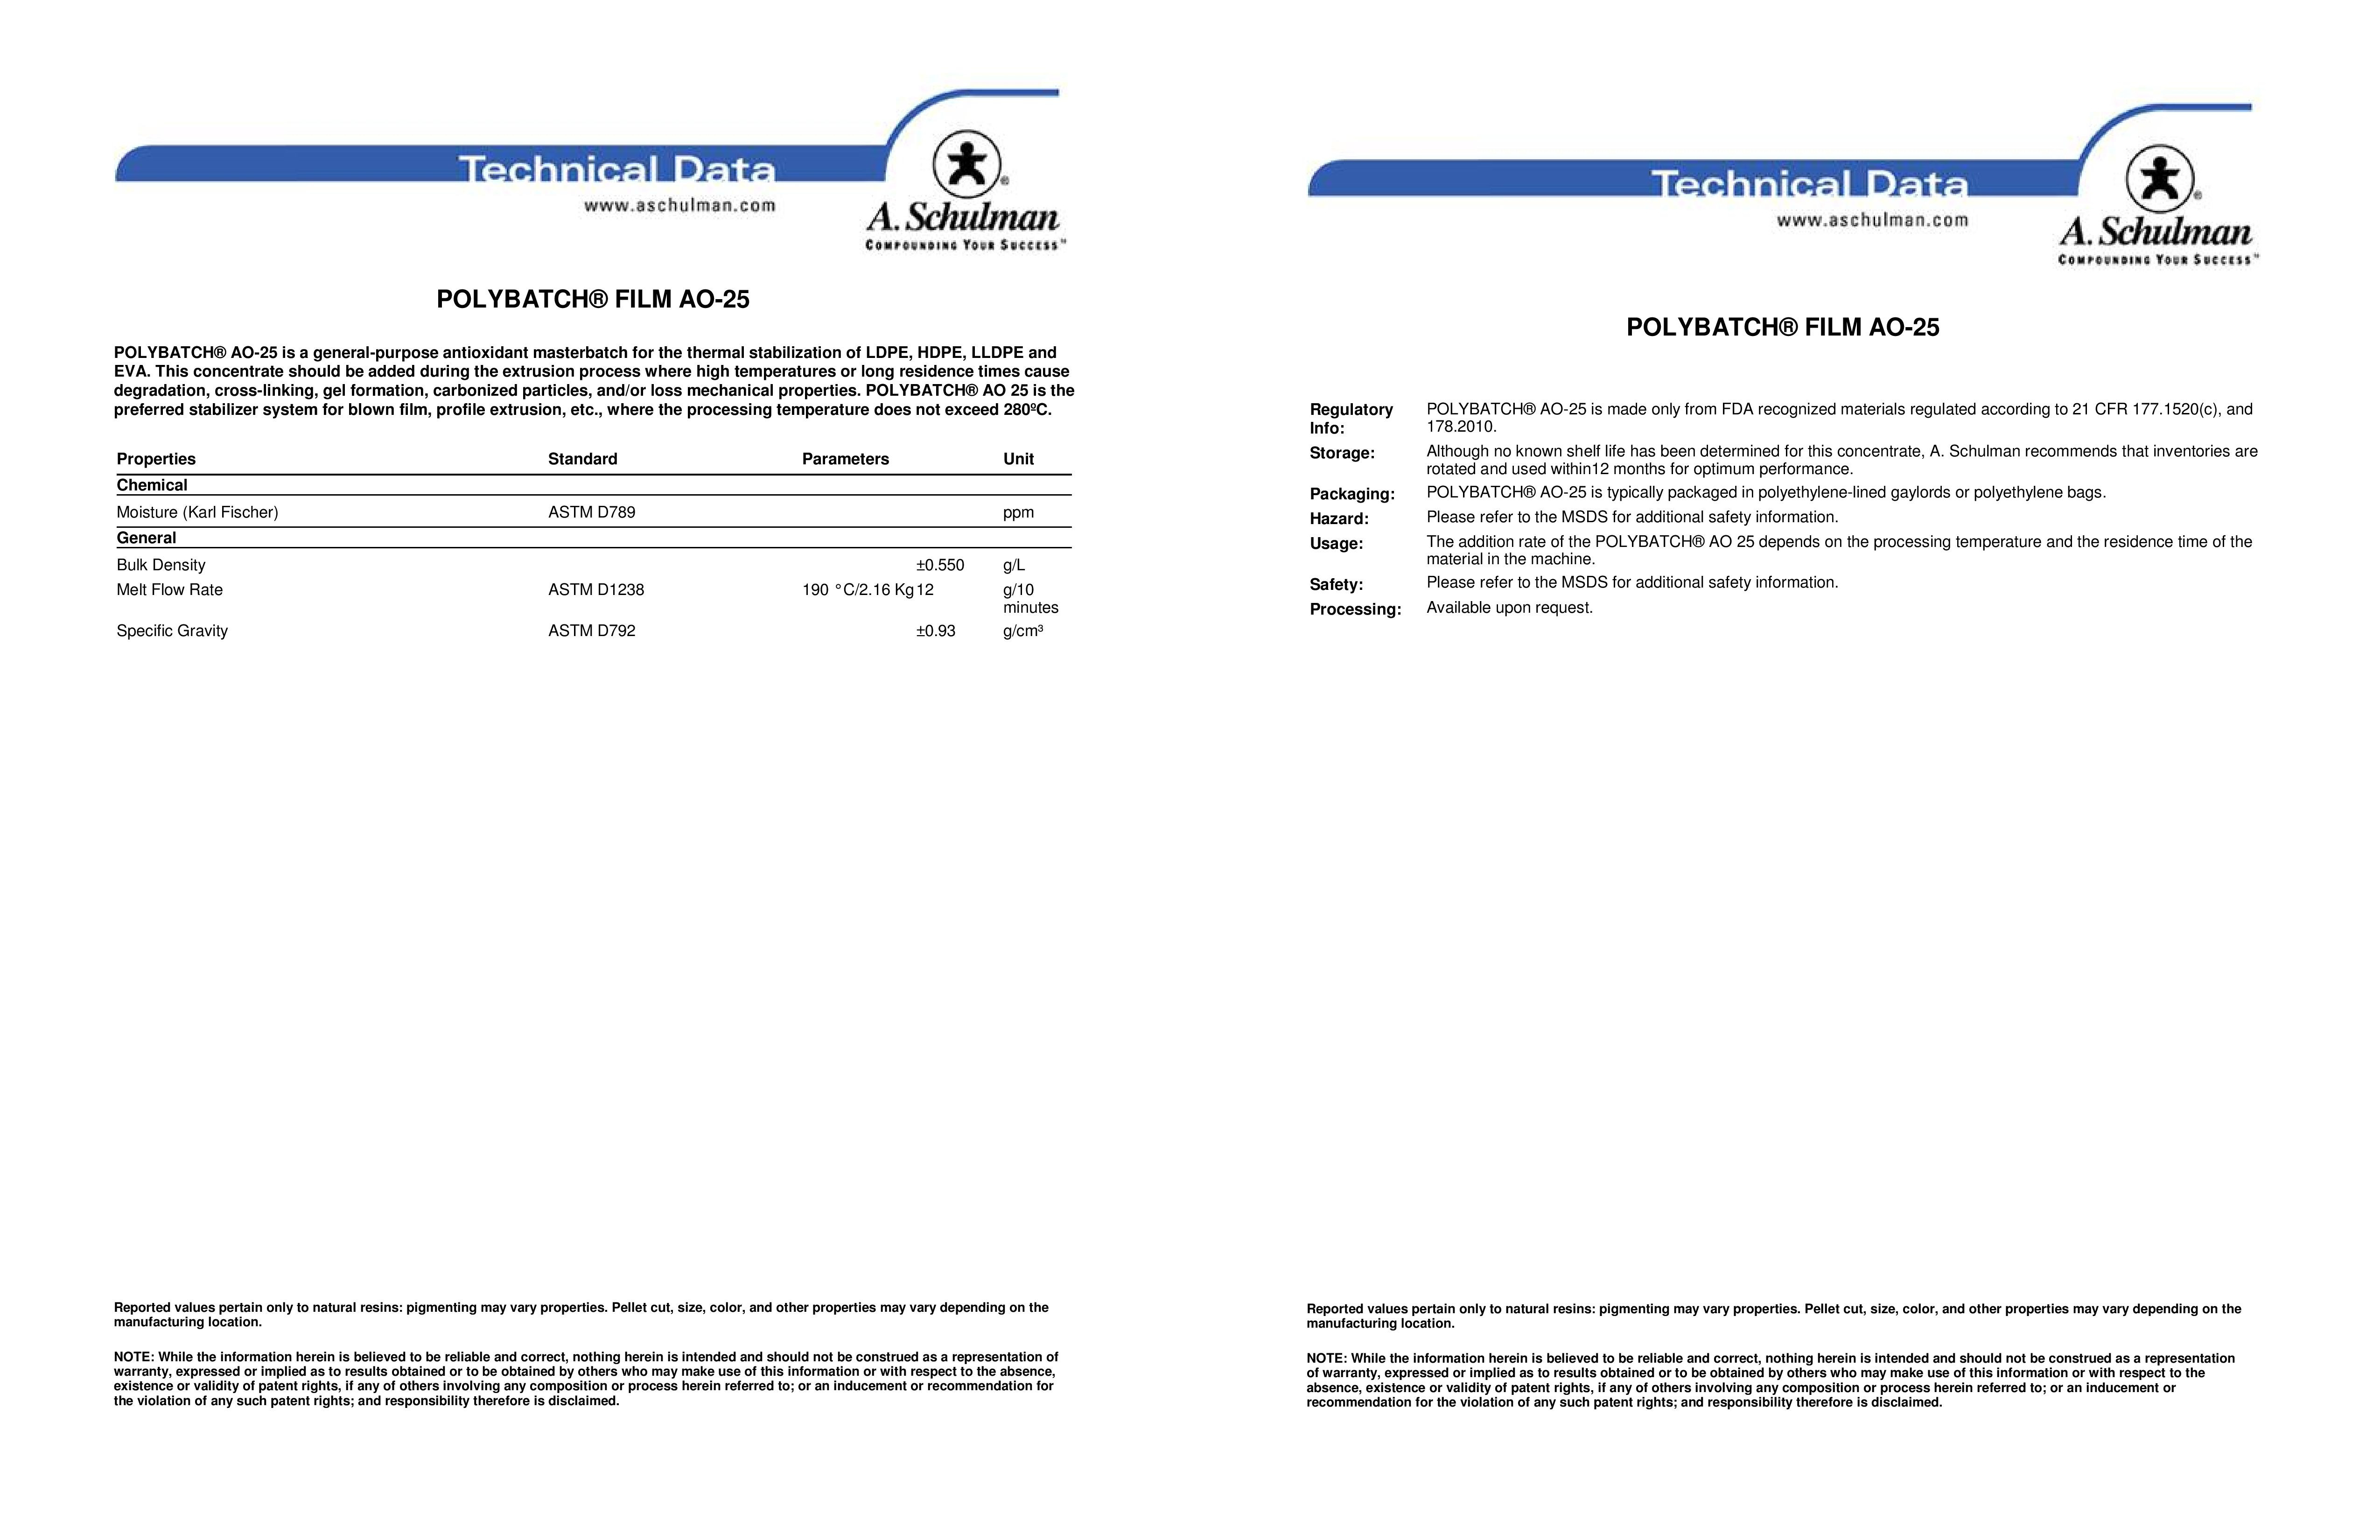 Technical Data
www.aschulman.com
®
A. Schulman
COMPOUNDING YOUR SUCCESS™
POLYBATCH® FILM AO-25
POLYBATCH® AO-25 is a general-purpose antioxidant masterbatch for the thermal stabilization of LDPE, HDPE, LLDPE and
EVA. This concentrate should be added during the extrusion process where high temperatures or long residence times cause
degradation, cross-linking, gel formation, carbonized particles, and/or loss mechanical properties. POLYBATCH® AO 25 is the
preferred stabilizer system for blown film, profile extrusion, etc., where the processing temperature does not exceed 280ºC.
Properties Standard Parameters Unit
Chemical
Moisture (Karl Fischer) ASTM D789 ppm
General
Bulk Density ±0.550 g/L
Melt Flow Rate ASTM D1238 190 °C/2.16 Kg 12 g/10
minutes
Specific Gravity ASTM D792 ±0.93 g/cm³
Reported values pertain only to natural resins: pigmenting may vary properties. Pellet cut, size, color, and other properties may vary depending on the
manufacturing location.
NOTE: While the information herein is believed to be reliable and correct, nothing herein is intended and should not be construed as a representation of
warranty, expressed or implied as to results obtained or to be obtained by others who may make use of this information or with respect to the absence,
existence or validity of patent rights, if any of others involving any composition or process herein referred to; or an inducement or recommendation for
the violation of any such patent rights; and responsibility therefore is disclaimed.
Technical Data
www.aschulman.com
®
A. Schulman
COMPOUNDING YOUR SUCCESS™
POLYBATCH® FILM AO-25
Regulatory POLYBATCH® AO-25 is made only from FDA recognized materials regulated according to 21 CFR 177.1520(c), and
Info: 178.2010.
Storage: Although no known shelf life has been determined for this concentrate, A. Schulman recommends that inventories are
rotated and used within12 months for optimum performance.
Packaging: POLYBATCH® AO-25 is typically packaged in polyethylene-lined gaylords or polyethylene bags.
Hazard: Please refer to the MSDS for additional safety information.
Usage: The addition rate of the POLYBATCH® AO 25 depends on the processing temperature and the residence time of the
material in the machine.
Safety: Please refer to the MSDS for additional safety information.
Processing: Available upon request.
Reported values pertain only to natural resins: pigmenting may vary properties. Pellet cut, size, color, and other properties may vary depending on the
manufacturing location.
NOTE: While the information herein is believed to be reliable and correct, nothing herein is intended and should not be construed as a representation
of warranty, expressed or implied as to results obtained or to be obtained by others who may make use of this information or with respect to the
absence, existence or validity of patent rights, if any of others involving any composition or process herein referred to; or an inducement or
recommendation for the violation of any such patent rights; and responsibility therefore is disclaimed.